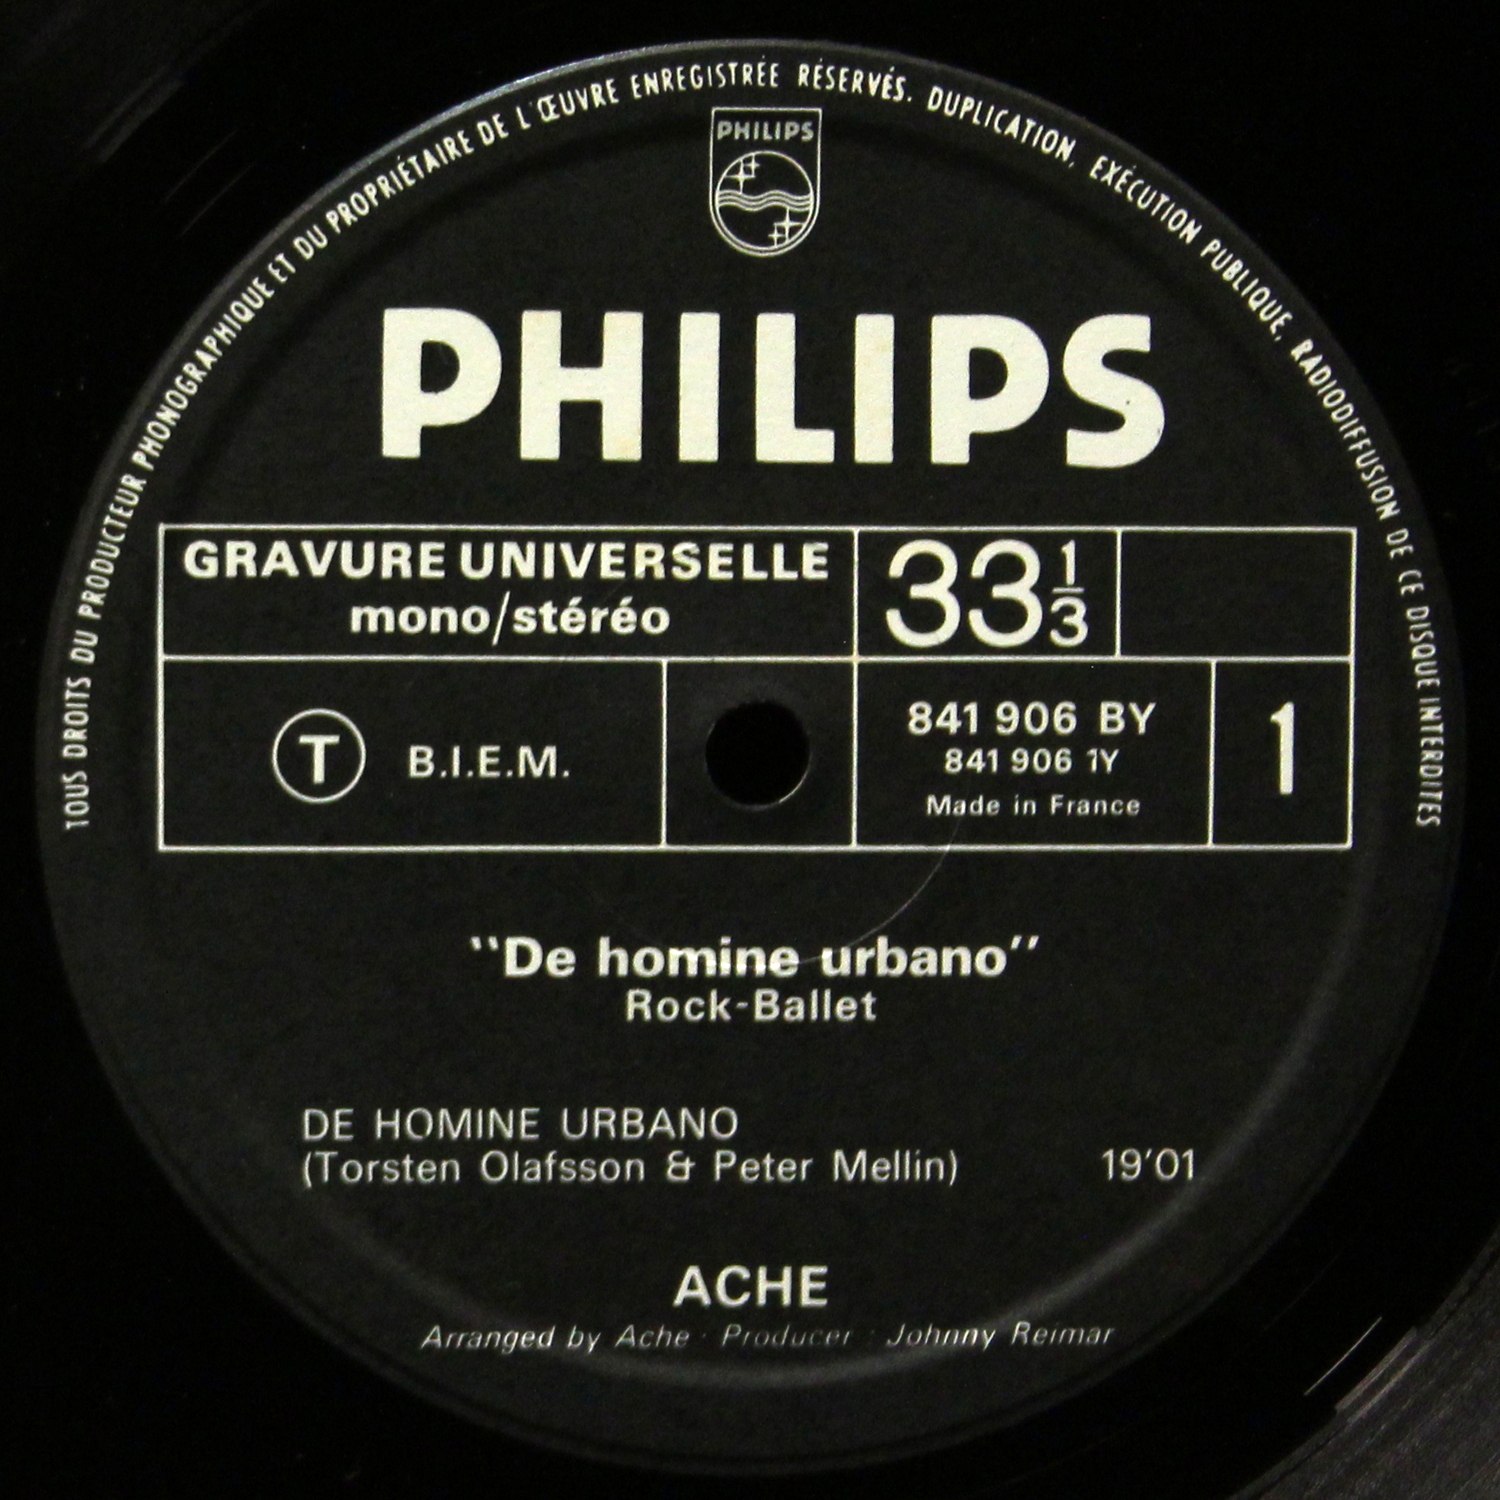 TOUS DROITS DU PRODUCTEUR PHONOGRAPHIQUE ET DU PROPRIÉTAIRE DE L'ŒUVRE ENREGISTRÉE RÉSERVÉS. DUPLICATION, EXÉCUTION PUBLIQUE, RADIODIFFUSION DE CE DISQUE INTERDITES
PHILIPS
PHILIPS
GRAVURE UNIVERSELLE
mono/stéréo
33 1/3
T B.I.E.M.
841 906 BY
841 906 1Y
Made in France
1
"De homine urbano"
Rock-Ballet
DE HOMINE URBANO
(Torsten Olafsson & Peter Mellin) 19'01
ACHE
Arranged by Ache · Producer : Johnny Reimar